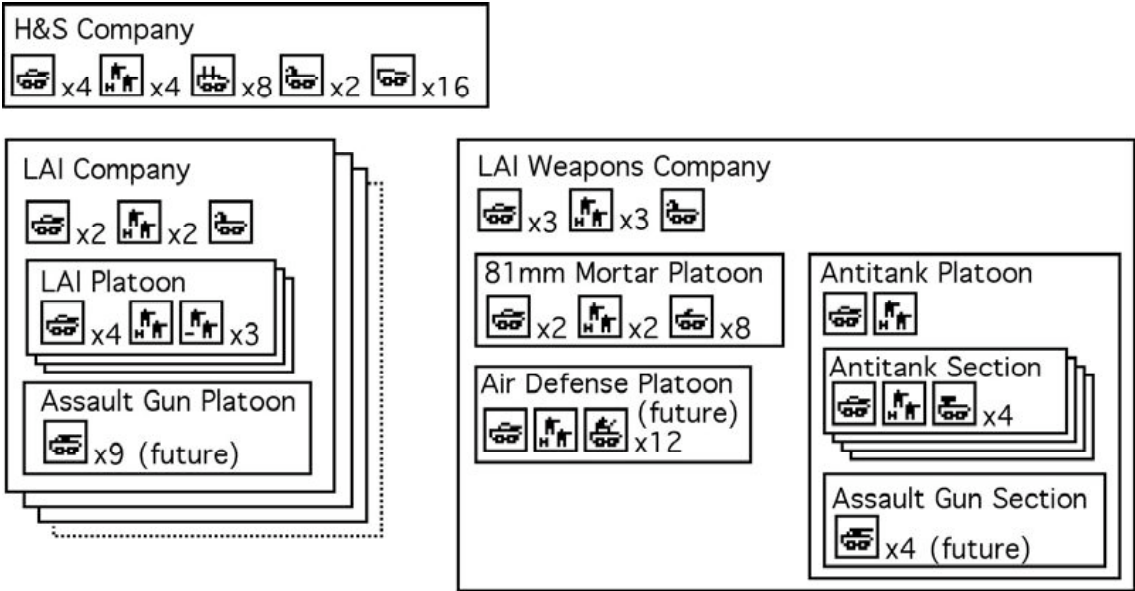 H&S Company
x4 H x4 x8 x2 x16
LAI Company
x2 H x2
LAI Platoon
x4 H x3
Assault Gun Platoon
x9 (future)
LAI Weapons Company
x3 H x3
81mm Mortar Platoon
x2 H x2 x8
Air Defense Platoon
(future)
H x12
Antitank Platoon
H
Antitank Section
H x4
Assault Gun Section
x4 (future)